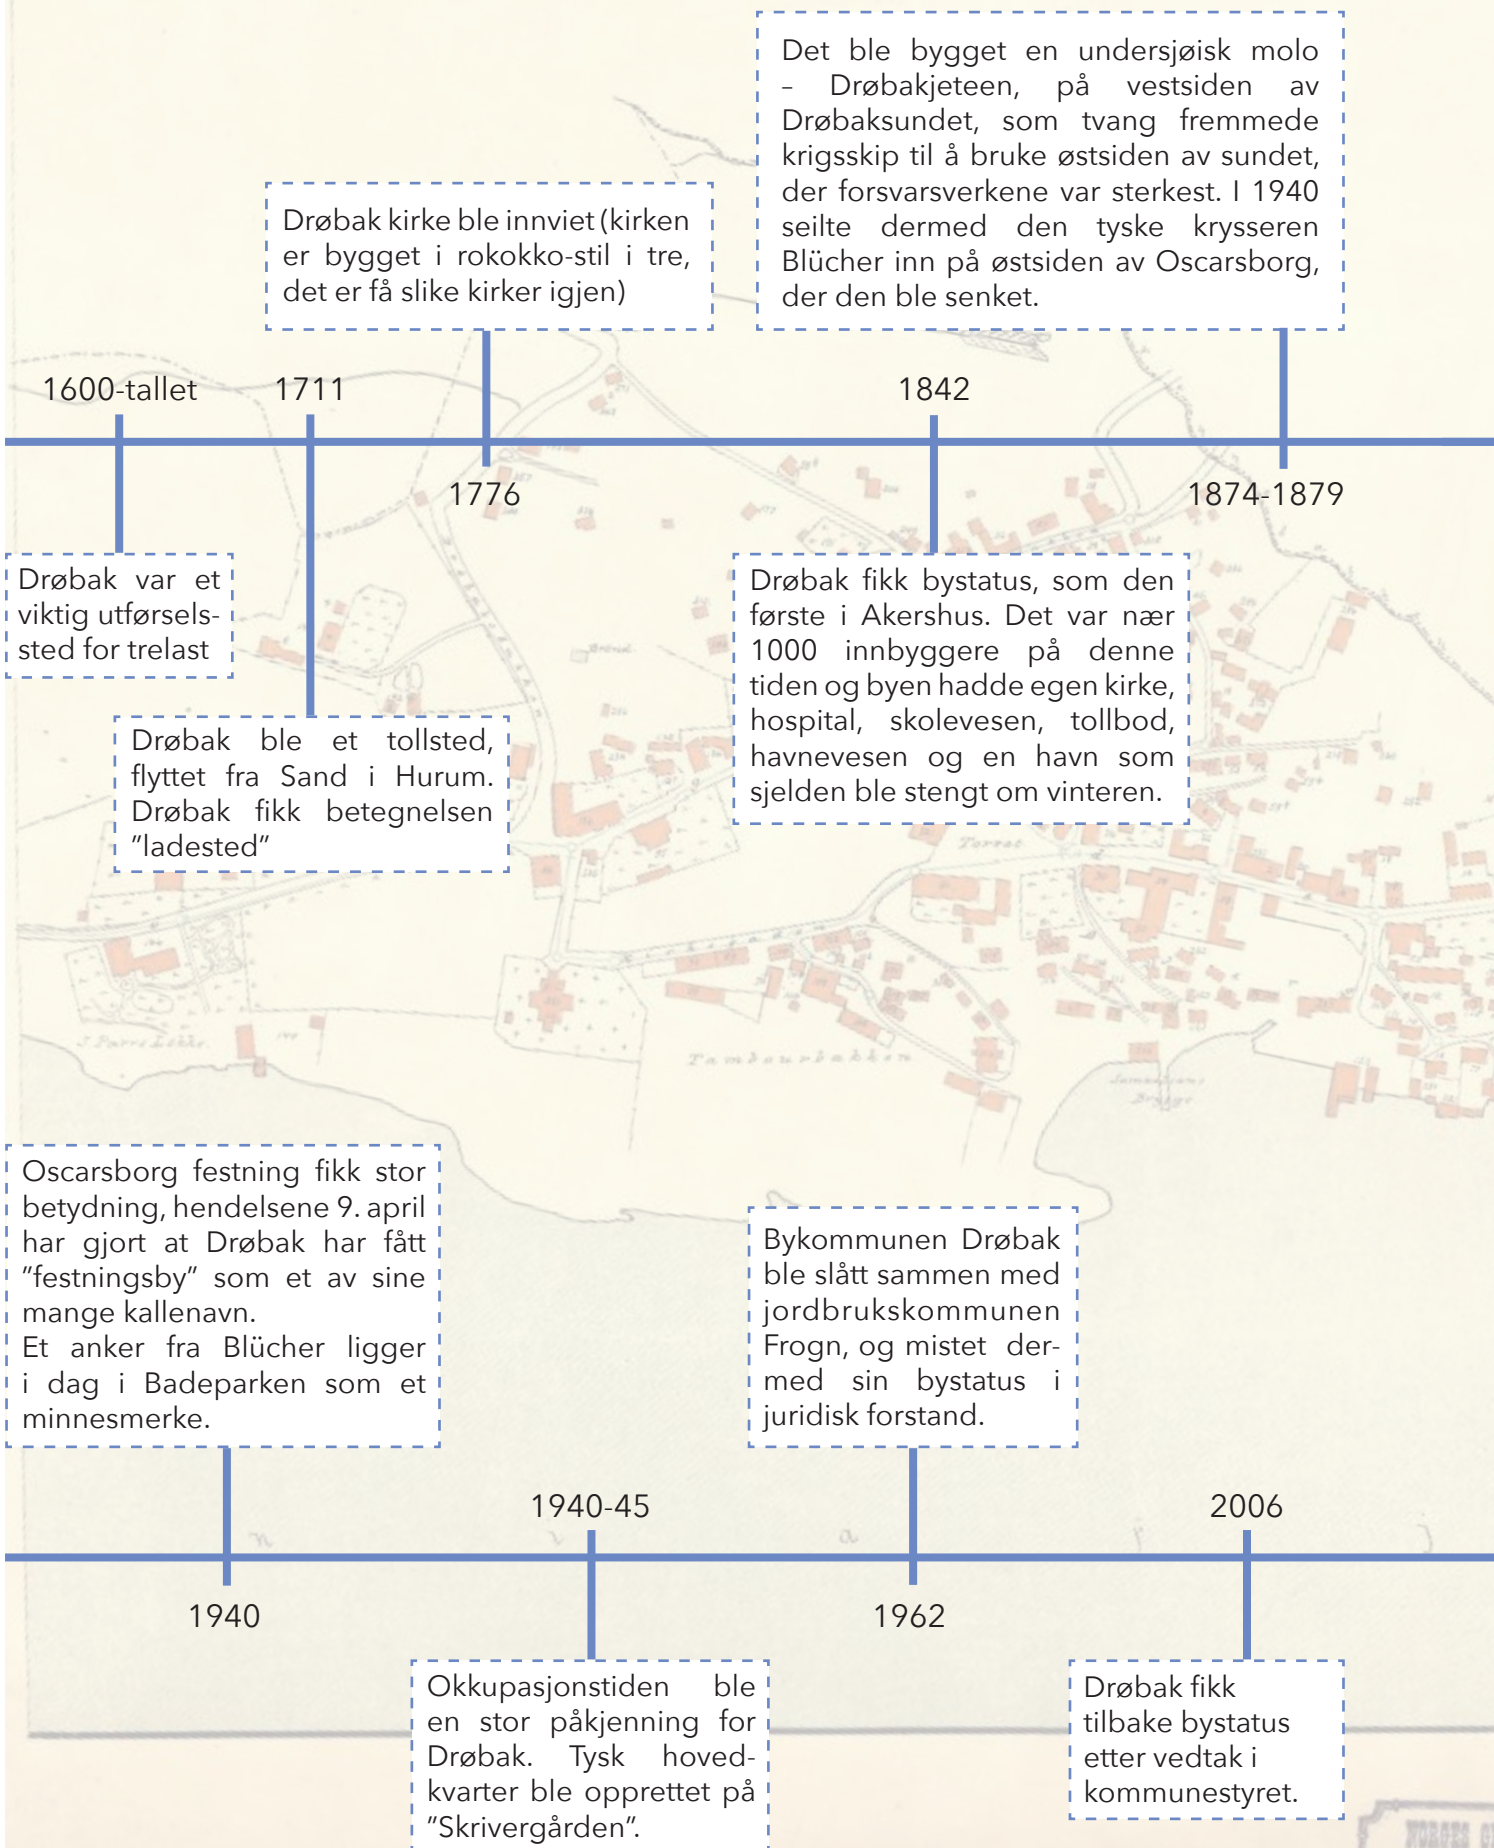 Det ble bygget en undersjøisk molo
– Drøbakjeteen, på vestsiden av
Drøbaksundet, som tvang fremmede
krigsskip til å bruke østsiden av sundet,
der forsvarsverkene var sterkest. I 1940
seilte dermed den tyske krysseren
Blücher inn på østsiden av Oscarsborg,
der den ble senket.
Drøbak kirke ble innviet (kirken
er bygget i rokokko-stil i tre,
det er få slike kirker igjen)
1600-tallet
1711
1842
1776
1874-1879
Drøbak var et
viktig utførsels-
sted for trelast
Drøbak ble et tollsted,
flyttet fra Sand i Hurum.
Drøbak fikk betegnelsen
"ladested"
Drøbak fikk bystatus, som den
første i Akershus. Det var nær
1000 innbyggere på denne
tiden og byen hadde egen kirke,
hospital, skolevesen, tollbod,
havnevesen og en havn som
sjelden ble stengt om vinteren.
Torvet
Tambourbakken
Oscarsborg festning fikk stor
betydning, hendelsene 9. april
har gjort at Drøbak har fått
"festningsby" som et av sine
mange kallenavn.
Et anker fra Blücher ligger
i dag i Badeparken som et
minnesmerke.
Bykommunen Drøbak
ble slått sammen med
jordbrukskommunen
Frogn, og mistet der-
med sin bystatus i
juridisk forstand.
1940-45
2006
1940
1962
Okkupasjonstiden ble
en stor påkjenning for
Drøbak. Tysk hoved-
kvarter ble opprettet på
"Skrivergården".
Drøbak fikk
tilbake bystatus
etter vedtak i
kommunestyret.
NORGES